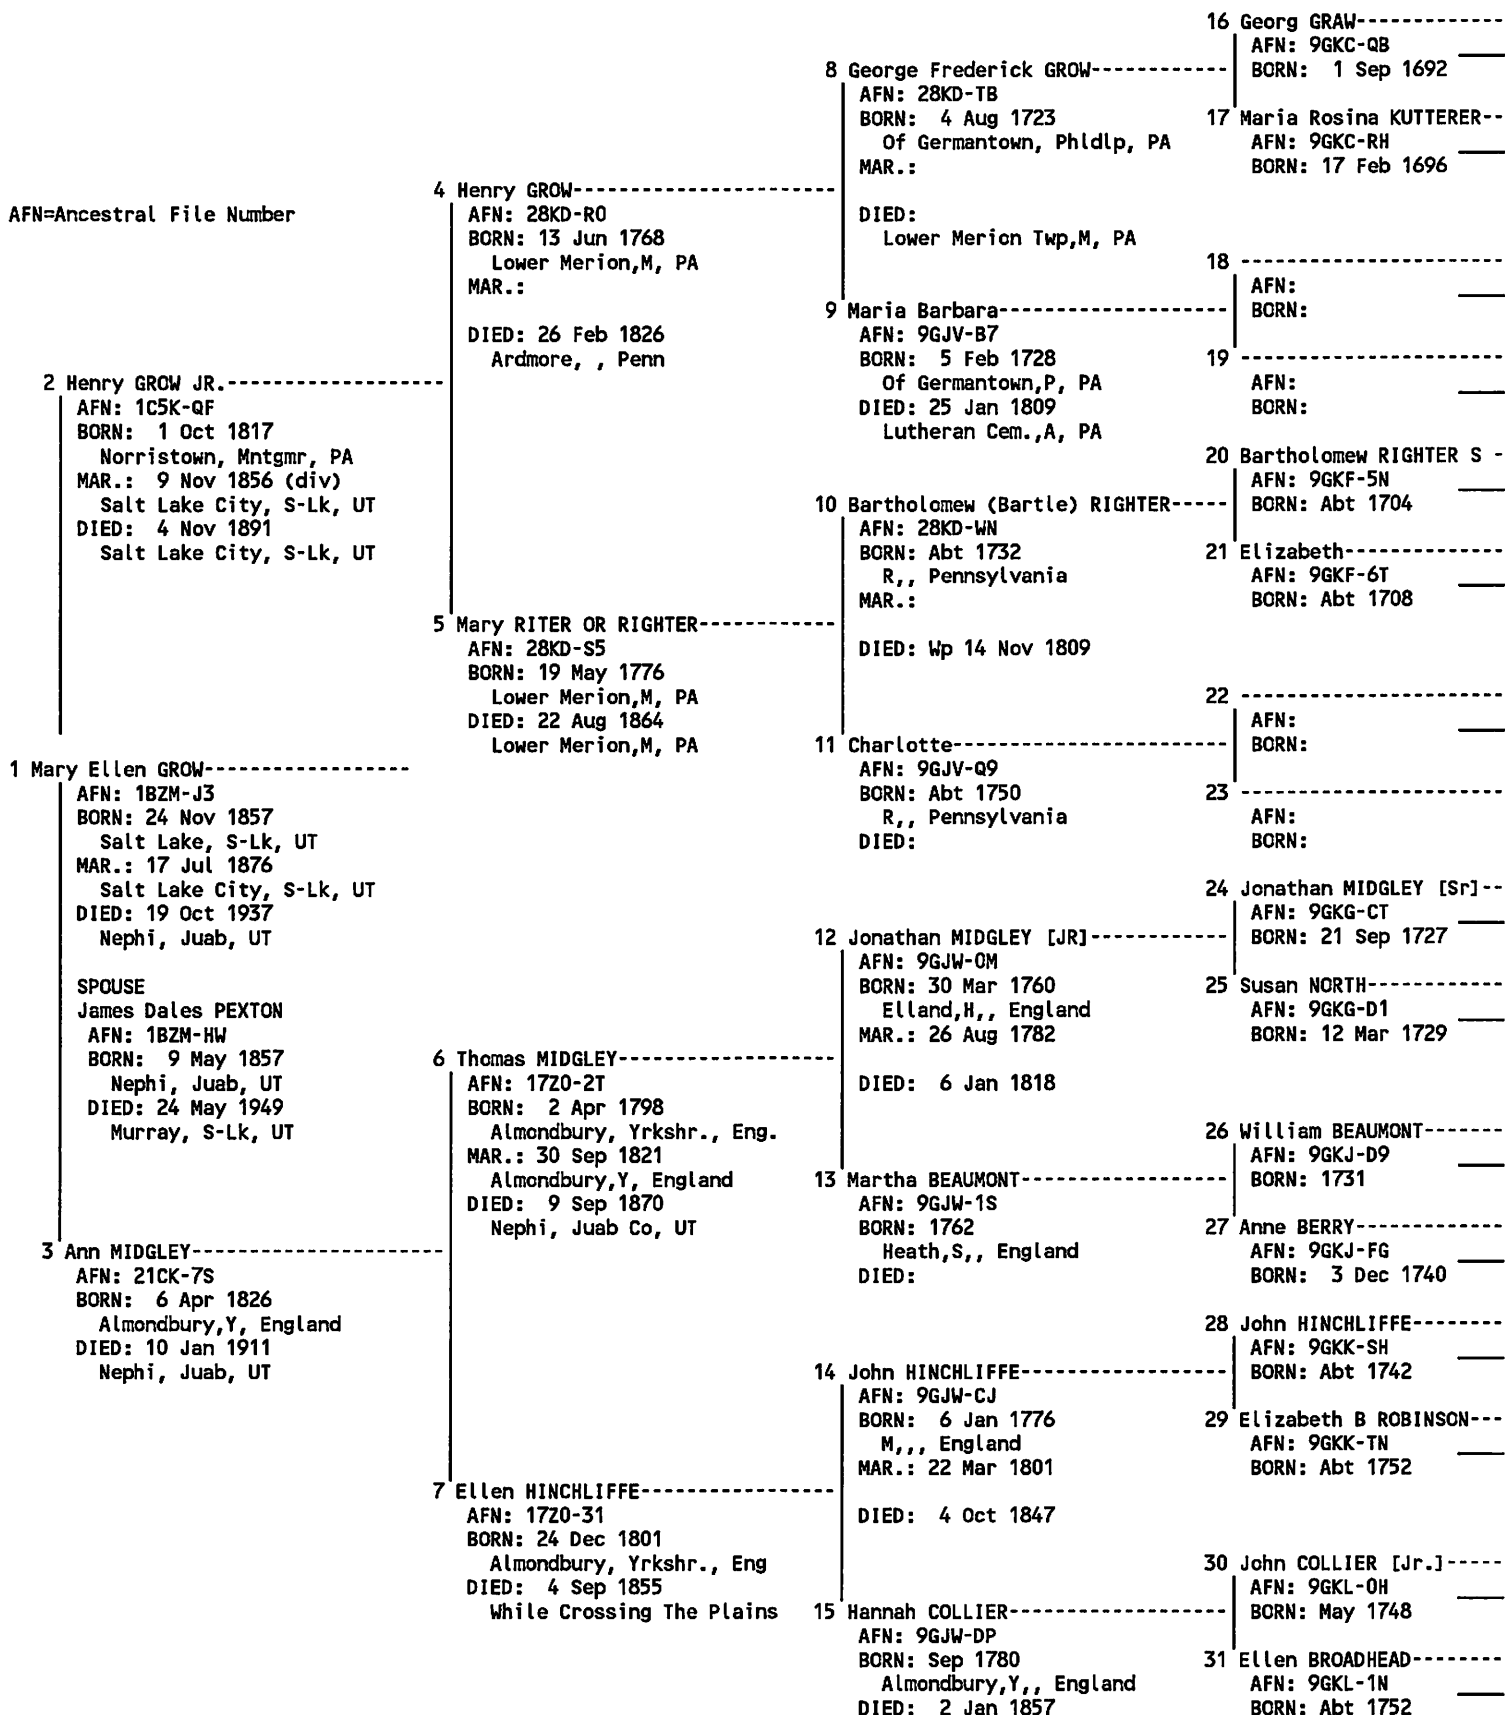 AFN=Ancestral File Number
1 Mary Ellen GROW-----------------
AFN: 1BZM-J3
BORN: 24 Nov 1857
Salt Lake, S-Lk, UT
MAR.: 17 Jul 1876
Salt Lake City, S-Lk, UT
DIED: 19 Oct 1937
Nephi, Juab, UT
SPOUSE
James Dales PEXTON
AFN: 1BZM-HW
BORN:  9 May 1857
Nephi, Juab, UT
DIED: 24 May 1949
Murray, S-Lk, UT
2 Henry GROW JR.------------------
AFN: 1C5K-QF
BORN:  1 Oct 1817
Norristown, Mntgmr, PA
MAR.:  9 Nov 1856 (div)
Salt Lake City, S-Lk, UT
DIED:  4 Nov 1891
Salt Lake City, S-Lk, UT
3 Ann MIDGLEY---------------------
AFN: 21CK-7S
BORN:  6 Apr 1826
Almondbury,Y, England
DIED: 10 Jan 1911
Nephi, Juab, UT
4 Henry GROW----------------------
AFN: 28KD-R0
BORN: 13 Jun 1768
Lower Merion,M, PA
MAR.:
DIED: 26 Feb 1826
Ardmore, , Penn
5 Mary RITER OR RIGHTER-----------
AFN: 28KD-S5
BORN: 19 May 1776
Lower Merion,M, PA
DIED: 22 Aug 1864
Lower Merion,M, PA
6 Thomas MIDGLEY------------------
AFN: 17Z0-2T
BORN:  2 Apr 1798
Almondbury, Yrkshr., Eng.
MAR.: 30 Sep 1821
Almondbury,Y, England
DIED:  9 Sep 1870
Nephi, Juab Co, UT
7 Ellen HINCHLIFFE----------------
AFN: 17Z0-31
BORN: 24 Dec 1801
Almondbury, Yrkshr., Eng
DIED:  4 Sep 1855
While Crossing The Plains
8 George Frederick GROW------------
AFN: 28KD-TB
BORN:  4 Aug 1723
Of Germantown, Phldlp, PA
MAR.:
DIED:
Lower Merion Twp,M, PA
9 Maria Barbara--------------------
AFN: 9GJV-B7
BORN:  5 Feb 1728
Of Germantown,P, PA
DIED: 25 Jan 1809
Lutheran Cem.,A, PA
10 Bartholomew (Bartle) RIGHTER-----
AFN: 28KD-WN
BORN: Abt 1732
R,, Pennsylvania
MAR.:
DIED: Wp 14 Nov 1809
11 Charlotte------------------------
AFN: 9GJV-Q9
BORN: Abt 1750
R,, Pennsylvania
DIED:
12 Jonathan MIDGLEY [JR]------------
AFN: 9GJW-0M
BORN: 30 Mar 1760
Elland,H,, England
MAR.: 26 Aug 1782
DIED:  6 Jan 1818
13 Martha BEAUMONT------------------
AFN: 9GJW-1S
BORN: 1762
Heath,S,, England
DIED:
14 John HINCHLIFFE------------------
AFN: 9GJW-CJ
BORN:  6 Jan 1776
M,,, England
MAR.: 22 Mar 1801
DIED:  4 Oct 1847
15 Hannah COLLIER-------------------
AFN: 9GJW-DP
BORN: Sep 1780
Almondbury,Y,, England
DIED:  2 Jan 1857
16 Georg GRAW-------------
AFN: 9GKC-QB
BORN:  1 Sep 1692
17 Maria Rosina KUTTERER--
AFN: 9GKC-RH
BORN: 17 Feb 1696
18 -----------------------
AFN:
BORN:
19 -----------------------
AFN:
BORN:
20 Bartholomew RIGHTER S -
AFN: 9GKF-5N
BORN: Abt 1704
21 Elizabeth--------------
AFN: 9GKF-6T
BORN: Abt 1708
22 -----------------------
AFN:
BORN:
23 -----------------------
AFN:
BORN:
24 Jonathan MIDGLEY [Sr]--
AFN: 9GKG-CT
BORN: 21 Sep 1727
25 Susan NORTH------------
AFN: 9GKG-D1
BORN: 12 Mar 1729
26 William BEAUMONT-------
AFN: 9GKJ-D9
BORN: 1731
27 Anne BERRY-------------
AFN: 9GKJ-FG
BORN:  3 Dec 1740
28 John HINCHLIFFE--------
AFN: 9GKK-SH
BORN: Abt 1742
29 Elizabeth B ROBINSON---
AFN: 9GKK-TN
BORN: Abt 1752
30 John COLLIER [Jr.]-----
AFN: 9GKL-0H
BORN: May 1748
31 Ellen BROADHEAD--------
AFN: 9GKL-1N
BORN: Abt 1752